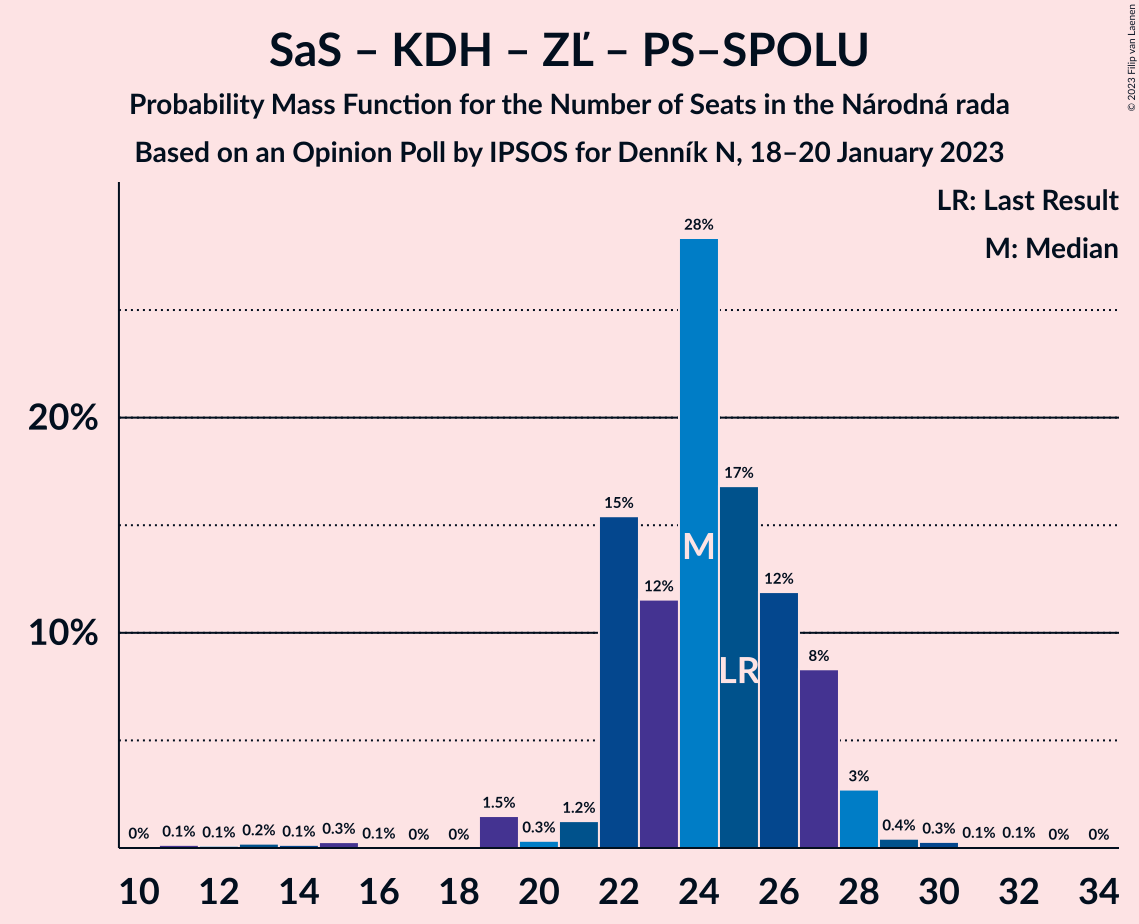 SaS – KDH – ZĽ – PS–SPOLU
Probability Mass Function for the Number of Seats in the Národná rada
Based on an Opinion Poll by IPSOS for Denník N, 18–20 January 2023
© 2023 Filip van Laenen
LR: Last Result
M: Median
20%
10%
0% 0.1% 0.1% 0.2% 0.1% 0.3% 0.1% 0% 0% 1.5% 0.3% 1.2% 15% 12% 28% 17% 12% 8% 3% 0.4% 0.3% 0.1% 0.1% 0% 0%
M
LR
10 12 14 16 18 20 22 24 26 28 30 32 34